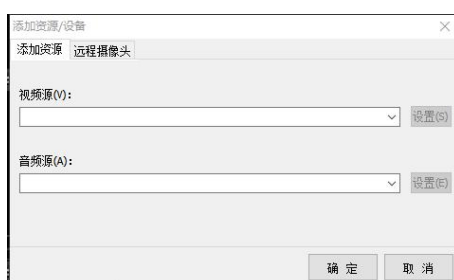 添加资源/设备
添加资源 远程摄像头
视频源(V):
设置(S)
音频源(A):
设置(E)
确 定 取 消